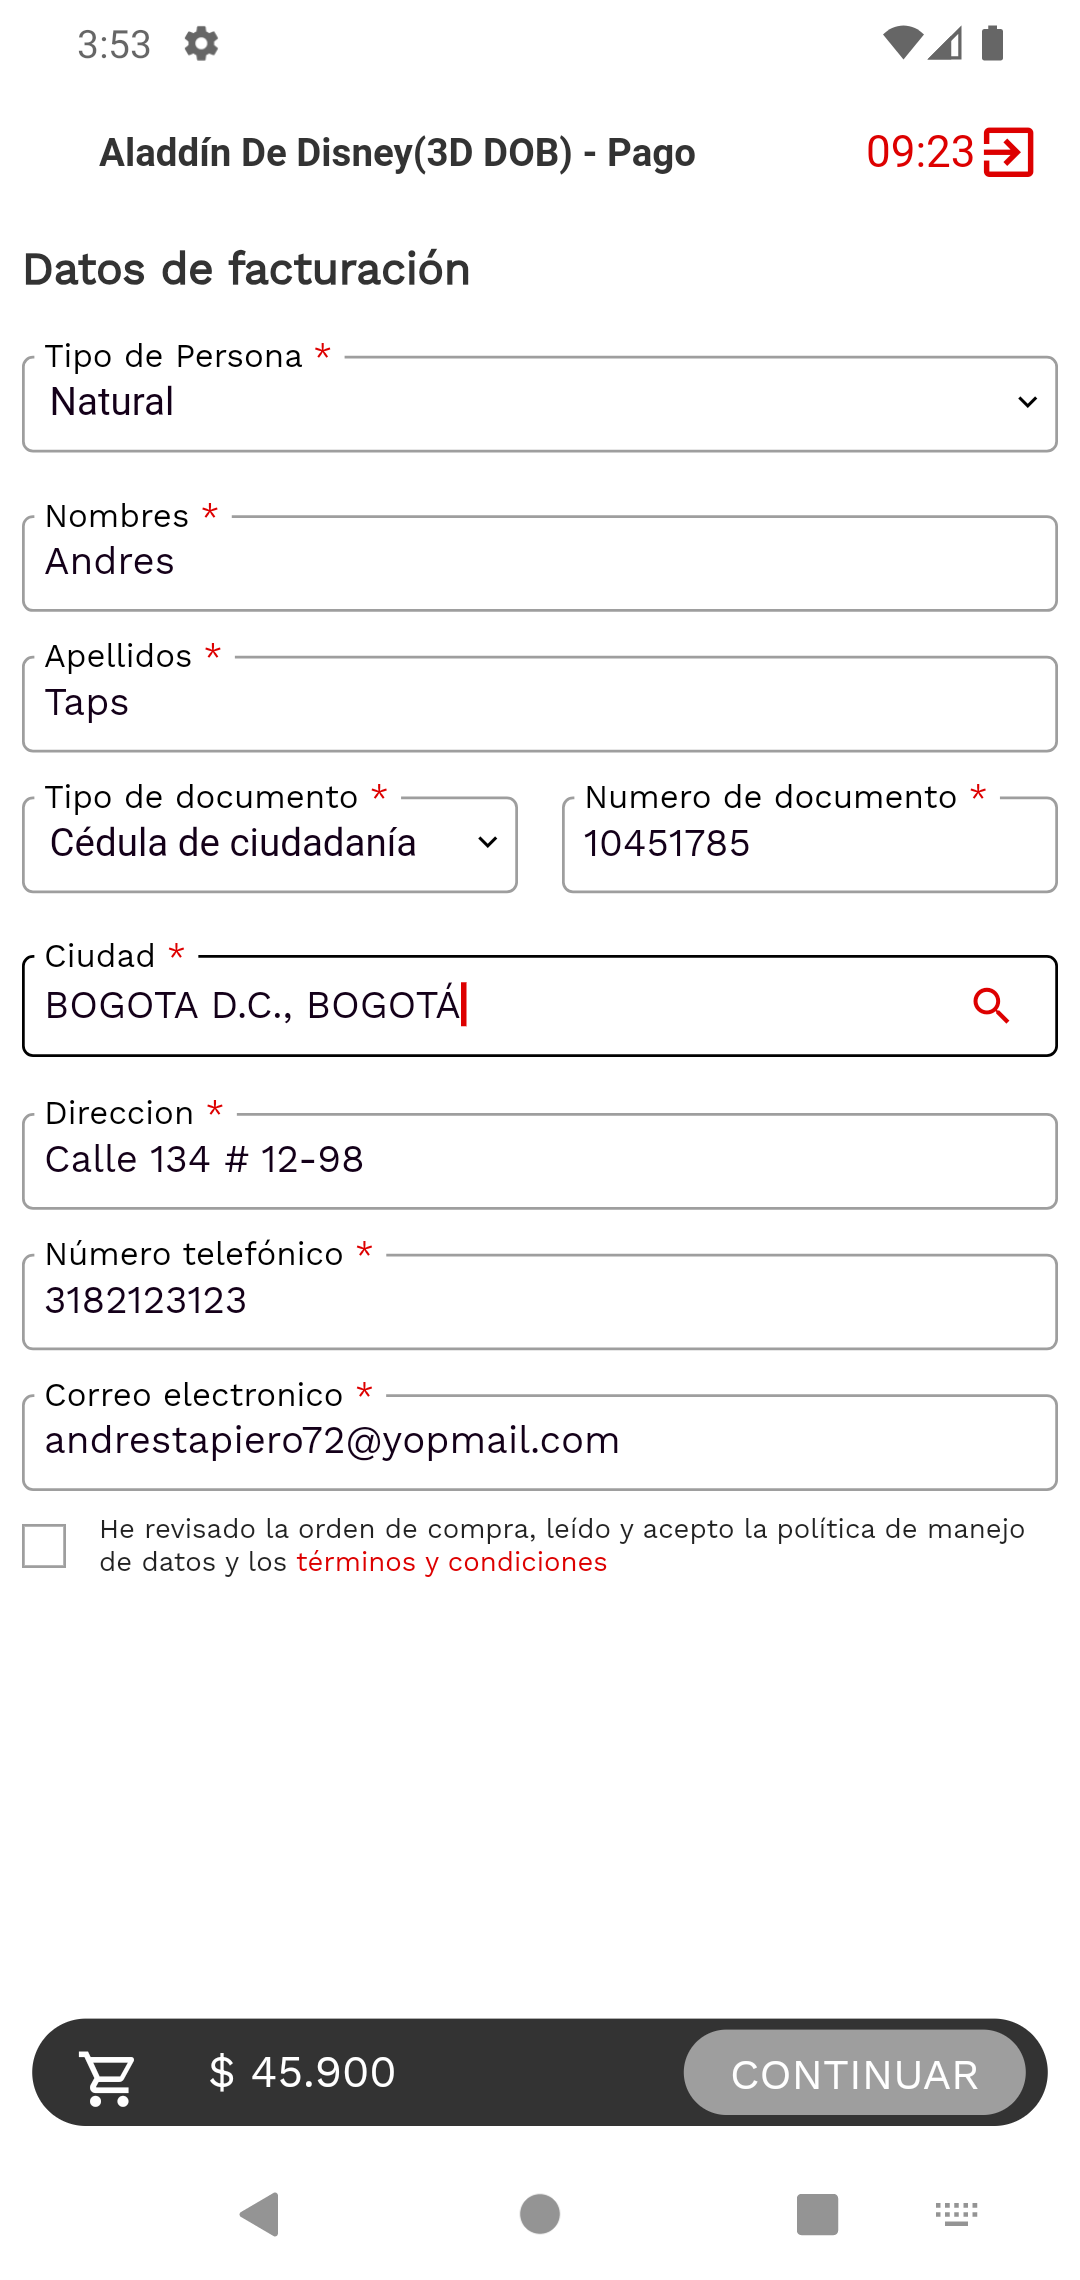 3:53
Aladdín De Disney(3D DOB) - Pago
09:23
Datos de facturación
Tipo de Persona *
Natural
Nombres *
Andres
Apellidos *
Taps
Tipo de documento *
Numero de documento *
Cédula de ciudadanía
10451785
Ciudad *
BOGOTA D.C., BOGOTÁ
Direccion *
Calle 134 # 12-98
Número telefónico *
3182123123
Correo electronico *
andrestapiero72@yopmail.com
He revisado la orden de compra, leído y acepto la política de manejo
de datos y los términos y condiciones
$ 45.900
CONTINUAR